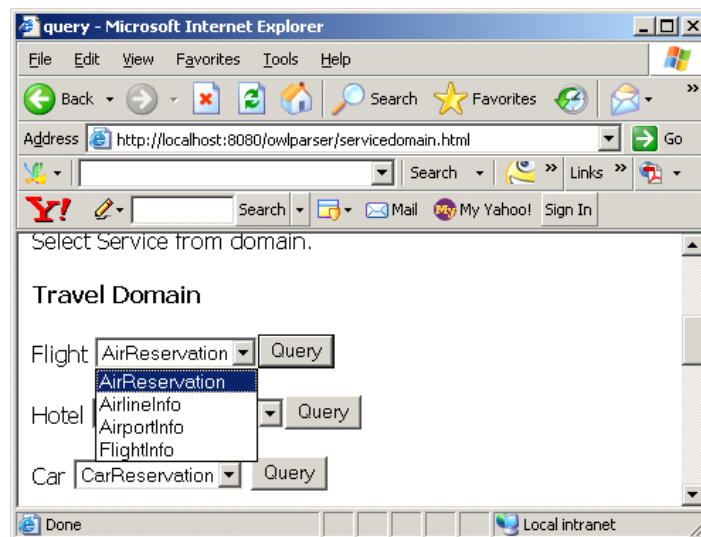 query - Microsoft Internet Explorer
File Edit View Favorites Tools Help
Back Search Favorites »
Address http://localhost:8080/owlparser/servicedomain.html Go
Search » Links »
Y! Search Mail My My Yahoo! Sign In
Select Service from domain.
Travel Domain
Flight AirReservation Query
AirReservation
AirlineInfo
Hotel Query
AirportInfo
FlightInfo
Car CarReservation Query
Done Local intranet